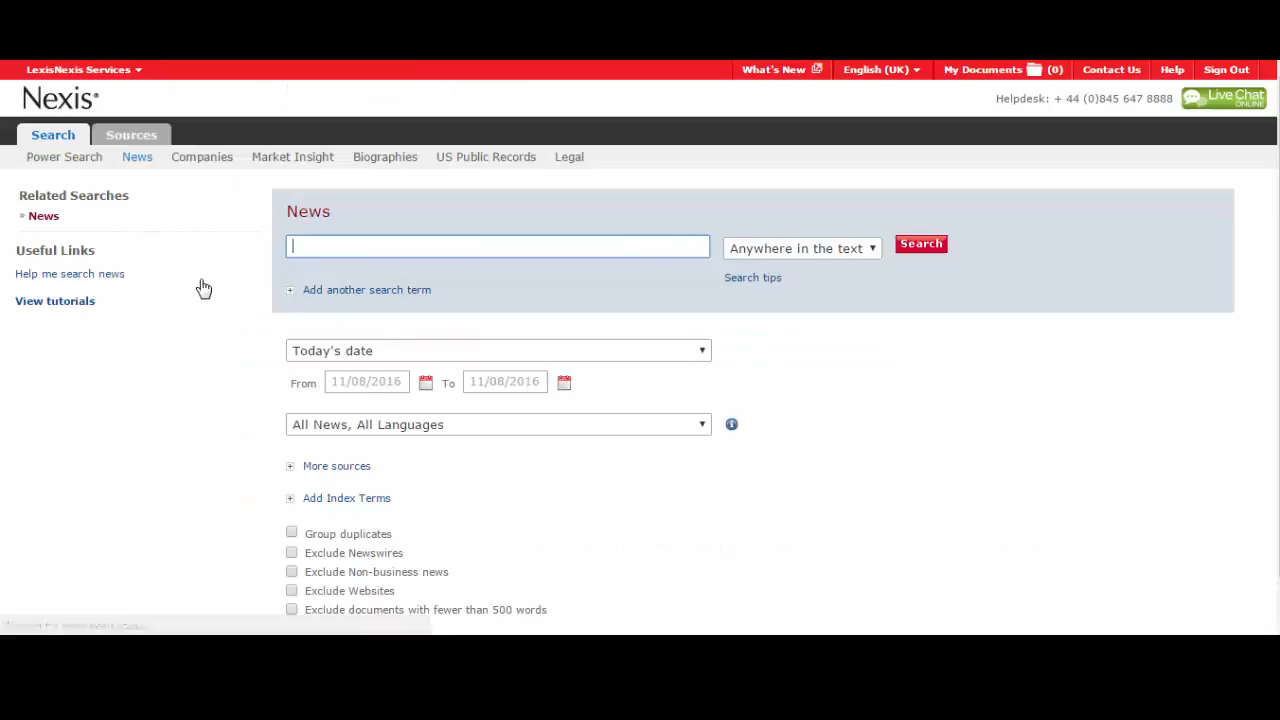 LexisNexis Services What's New English (UK) My Documents (0) Contact Us Help Sign Out
Nexis® Helpdesk: + 44 (0)845 647 8888 Live Chat ONLINE
Search Sources
Power Search News Companies Market Insight Biographies US Public Records Legal
Related Searches
» News
Useful Links
Help me search news
View tutorials
News
Anywhere in the text Search
Search tips
Add another search term
Today's date
From 11/08/2016 To 11/08/2016
All News, All Languages
More sources
Add Index Terms
Group duplicates
Exclude Newswires
Exclude Non-business news
Exclude Websites
Exclude documents with fewer than 500 words